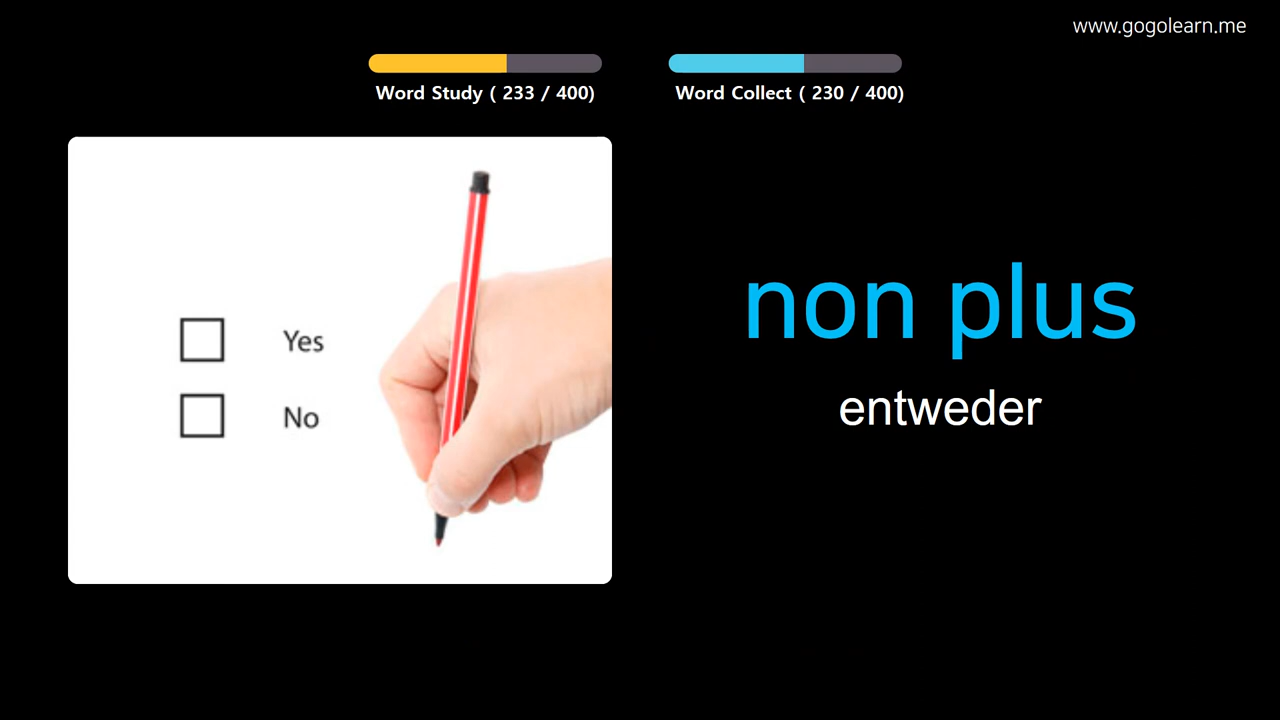 www.gogolearn.me
Word Study ( 233 / 400)
Word Collect ( 230 / 400)
Yes
No
non plus
entweder